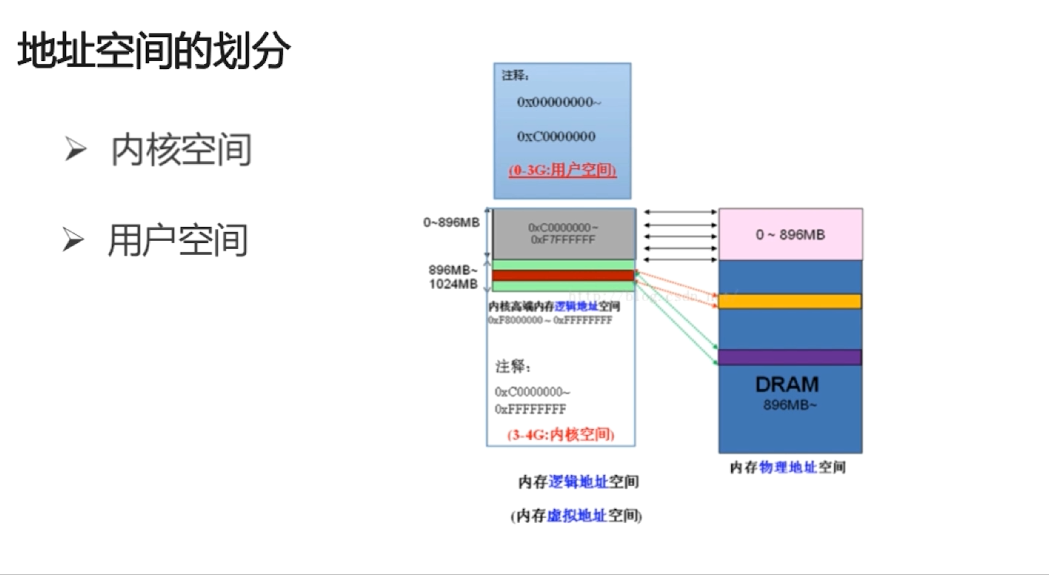 地址空间的划分
➢ 内核空间
➢ 用户空间
注释:
0x00000000~
0xC0000000
(0-3G:用户空间)
0~896MB
0xC0000000~
0xF7FFFFFF
0 ~ 896MB
896MB~
1024MB
内核高端内存逻辑地址空间
0xF8000000~0xFFFFFFFF
注释:
0xC0000000~
0xFFFFFFFF
(3-4G:内核空间)
DRAM
896MB~
内存物理地址空间
内存逻辑地址空间
(内存虚拟地址空间)